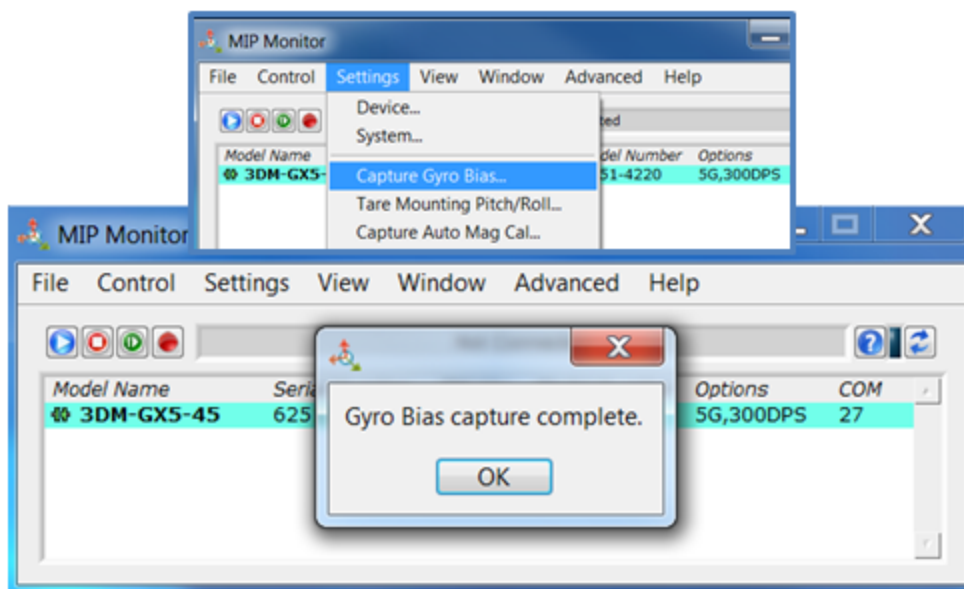 MIP Monitor
File Control Settings View Window Advanced Help
Device...
System...
Model Name Model Number Options
3DM-GX5- 51-4220 5G,300DPS
Capture Gyro Bias...
Tare Mounting Pitch/Roll...
Capture Auto Mag Cal...
MIP Monitor
File Control Settings View Window Advanced Help
Model Name Options COM
3DM-GX5-45 625 5G,300DPS 27
Gyro Bias capture complete.
OK